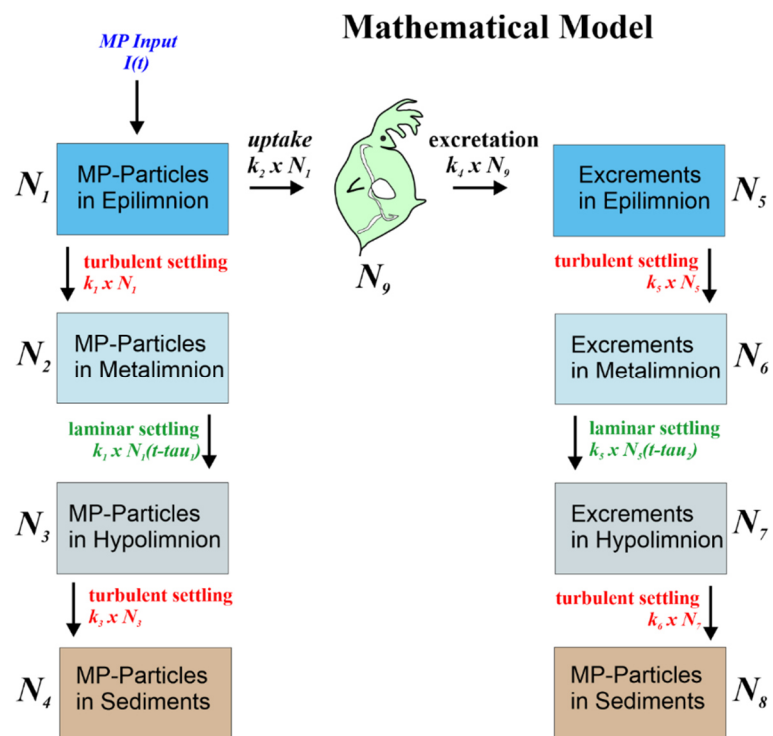 Mathematical Model
MP Input
I(t)
N₁
MP-Particles
in Epilimnion
uptake
k₂ x N₁
N₉
excretation
k₄ x N₉
Excrements
in Epilimnion
N₅
turbulent settling
k₁ x N₁
turbulent settling
k₅ x N₅
N₂
MP-Particles
in Metalimnion
Excrements
in Metalimnion
N₆
laminar settling
k₁ x N₁(t-tau₁)
laminar settling
k₅ x N₅(t-tau₂)
N₃
MP-Particles
in Hypolimnion
Excrements
in Hypolimnion
N₇
turbulent settling
k₃ x N₃
turbulent settling
k₆ x N₇
N₄
MP-Particles
in Sediments
MP-Particles
in Sediments
N₈